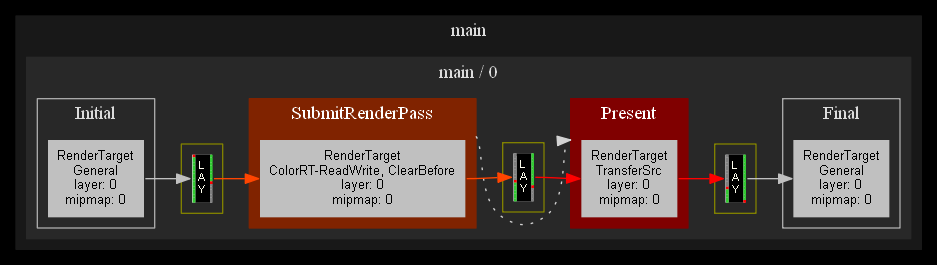 main
main / 0
Initial
RenderTarget
General
layer: 0
mipmap: 0
L
A
Y
SubmitRenderPass
RenderTarget
ColorRT-ReadWrite, ClearBefore
layer: 0
mipmap: 0
L
A
Y
Present
RenderTarget
TransferSrc
layer: 0
mipmap: 0
L
A
Y
Final
RenderTarget
General
layer: 0
mipmap: 0